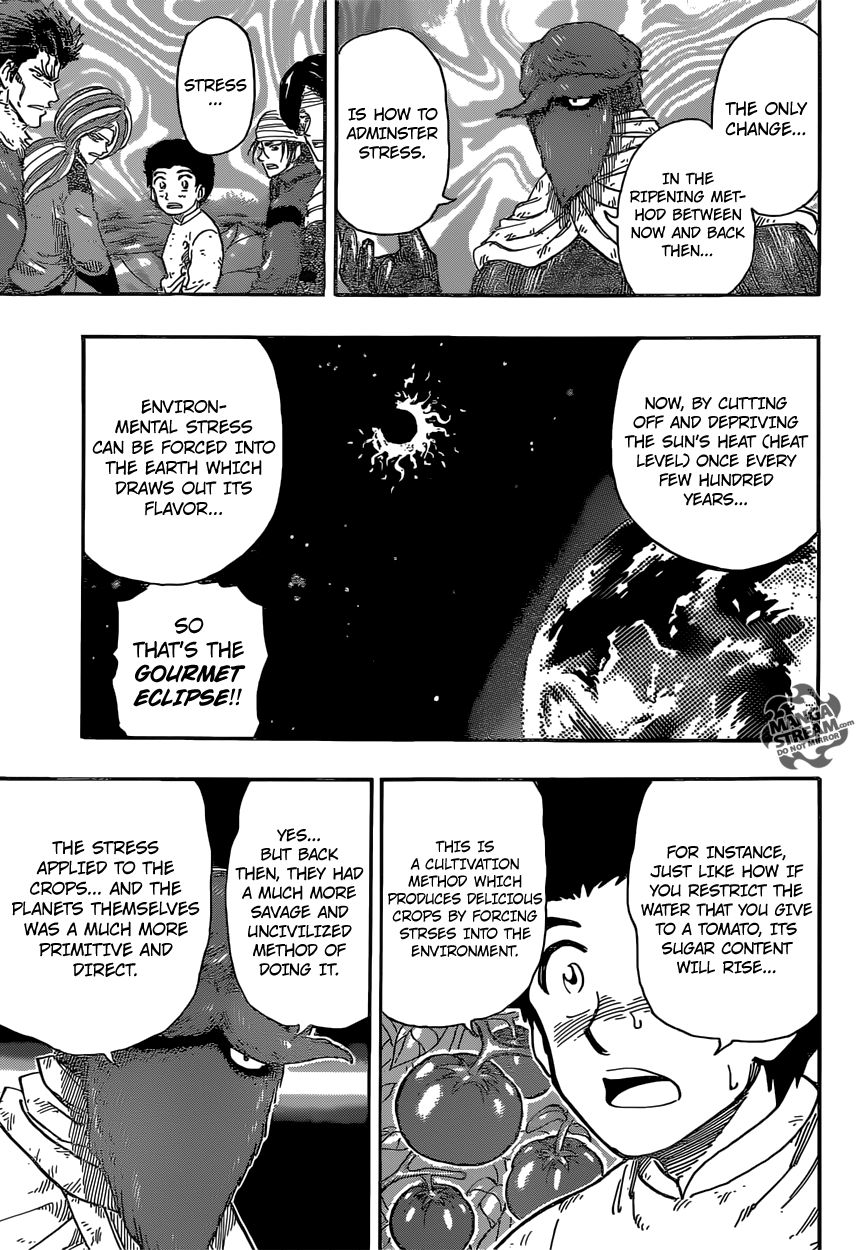 THE ONLY
CHANGE...
IN THE
RIPENING MET-
HOD BETWEEN
NOW AND BACK
THEN...
IS HOW TO
ADMINSTER
STRESS.
STRESS
...
NOW, BY CUTTING
OFF AND DEPRIVING
THE SUN'S HEAT (HEAT
LEVEL) ONCE EVERY
FEW HUNDRED
YEARS...
ENVIRON-
MENTAL STRESS
CAN BE FORCED INTO
THE EARTH WHICH
DRAWS OUT ITS
FLAVOR...
SO
THAT'S THE
GOURMET
ECLIPSE!!
MANGA
STREAM.com
DO NOT MIRROR
FOR INSTANCE,
JUST LIKE HOW IF
YOU RESTRICT THE
WATER THAT YOU GIVE
TO A TOMATO, ITS
SUGAR CONTENT
WILL RISE...
THIS IS
A CULTIVATION
METHOD WHICH
PRODUCES DELICIOUS
CROPS BY FORCING
STRSES INTO THE
ENVIRONMENT.
YES...
BUT BACK
THEN, THEY HAD
A MUCH MORE
SAVAGE AND
UNCIVILIZED
METHOD OF
DOING IT.
THE STRESS
APPLIED TO THE
CROPS... AND THE
PLANETS THEMSELVES
WAS A MUCH MORE
PRIMITIVE AND
DIRECT.